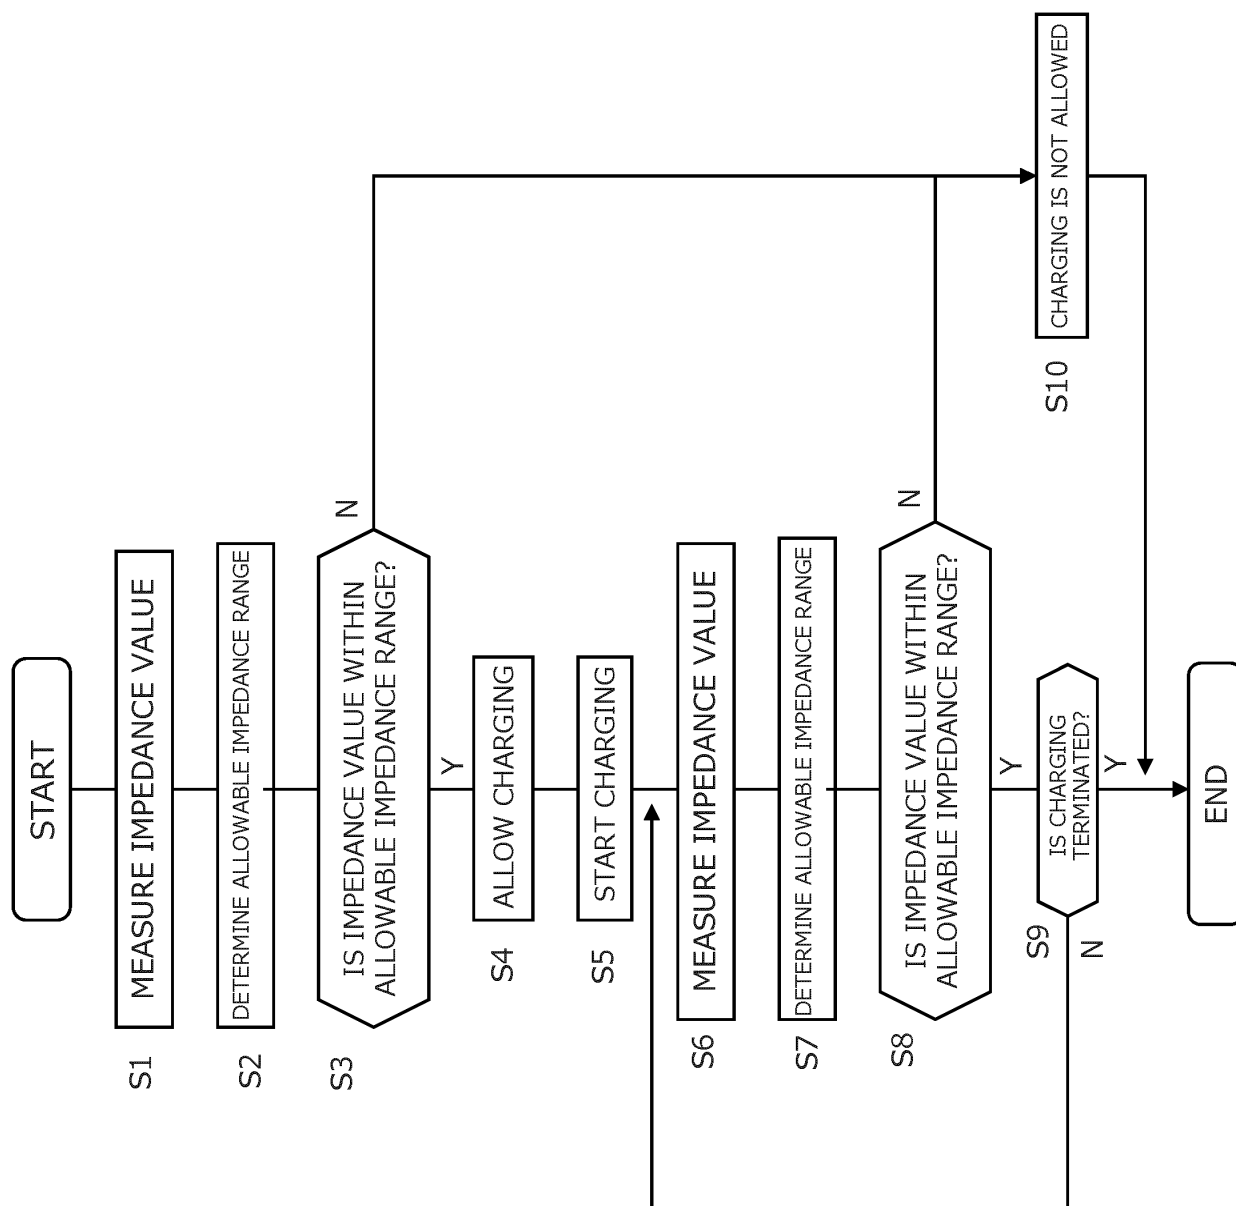 START
S1
MEASURE IMPEDANCE VALUE
S2
DETERMINE ALLOWABLE IMPEDANCE RANGE
S3
IS IMPEDANCE VALUE WITHIN
ALLOWABLE IMPEDANCE RANGE?
N
Y
S4
ALLOW CHARGING
S5
START CHARGING
S6
MEASURE IMPEDANCE VALUE
S7
DETERMINE ALLOWABLE IMPEDANCE RANGE
S8
IS IMPEDANCE VALUE WITHIN
ALLOWABLE IMPEDANCE RANGE?
N
Y
S9
IS CHARGING
TERMINATED?
N
Y
S10
CHARGING IS NOT ALLOWED
END